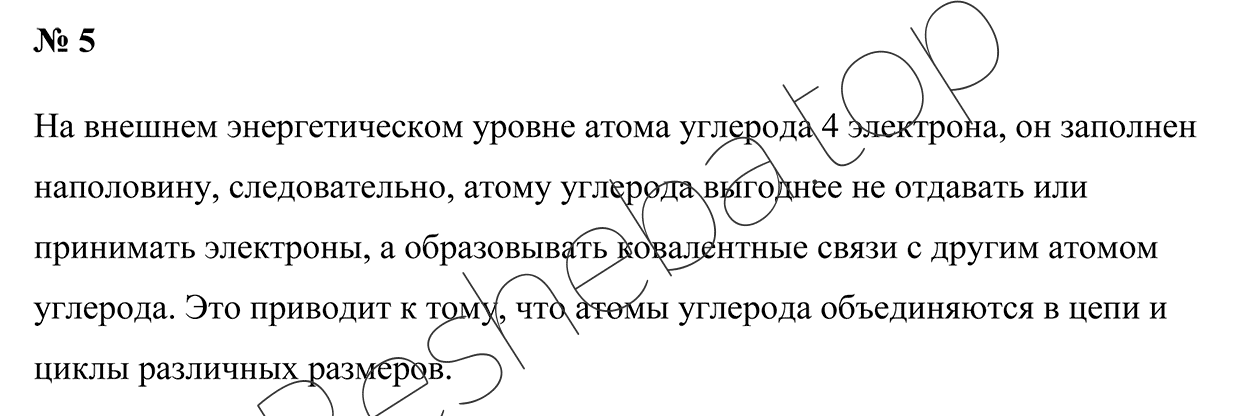 № 5
На внешнем энергетическом уровне атома углерода 4 электрона, он заполнен
наполовину, следовательно, атому углерода выгоднее не отдавать или
принимать электроны, а образовывать ковалентные связи с другим атомом
углерода. Это приводит к тому, что атомы углерода объединяются в цепи и
циклы различных размеров.
Resheba.top